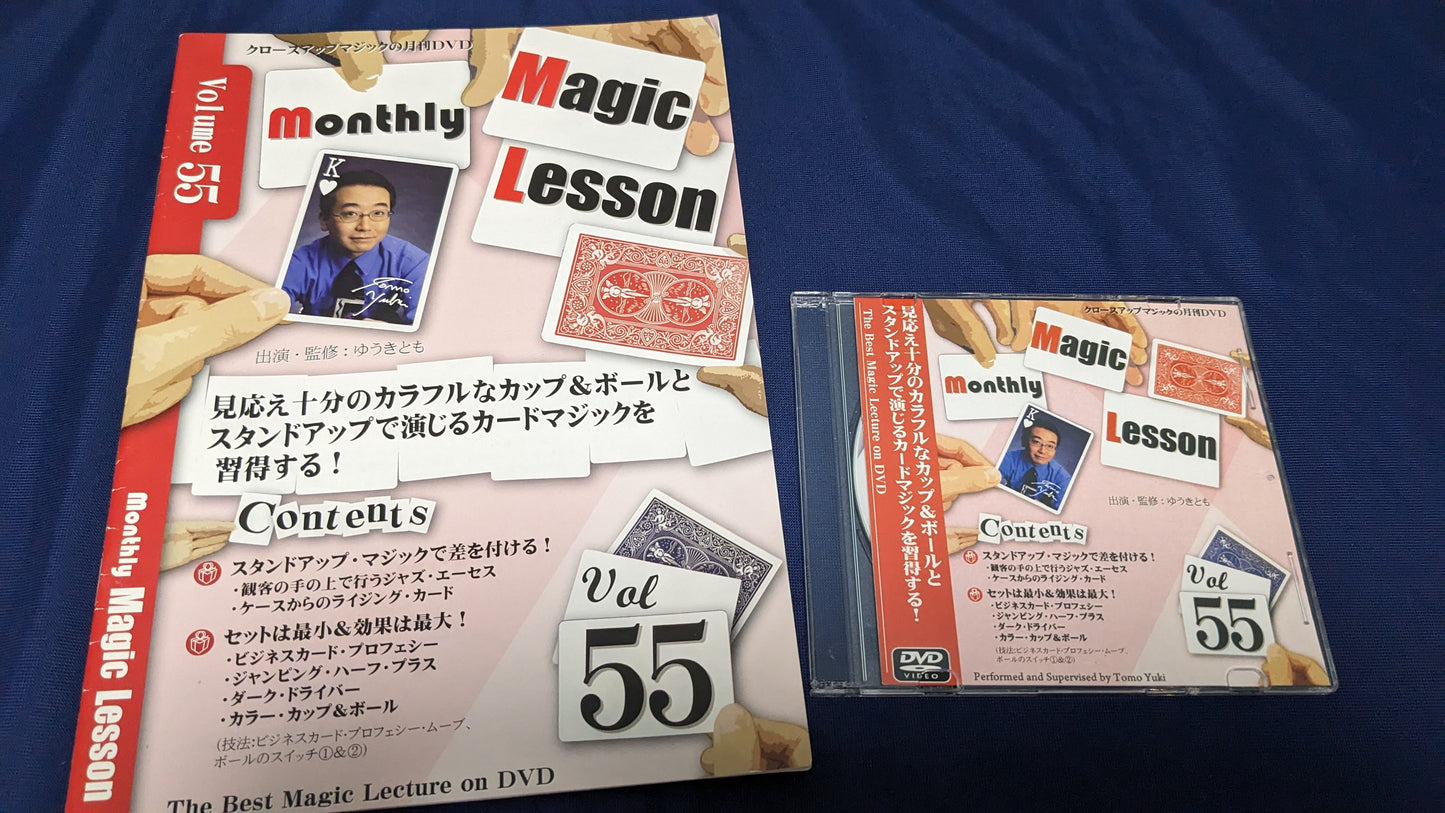 クロースアップマジックの月刊DVD
Volume 55
Monthly
Magic
Lesson
K
Tomo
Yuki
出演・監修：ゆうきとも
見応え十分のカラフルなカップ＆ボールと
スタンドアップで演じるカードマジックを
習得する！
Contents
スタンドアップ・マジックで差を付ける！
・観客の手の上で行うジャズ・エーセス
・ケースからのライジング・カード
セットは最小＆効果は最大！
・ビジネスカード・プロフェシー
・ジャンピング・ハーフ・プラス
・ダーク・ドライバー
・カラー・カップ＆ボール
(技法:ビジネスカード・プロフェシー・ムーブ、
ボールのスイッチ①＆②)
Vol
55
The Best Magic Lecture on DVD
Monthly Magic Lesson
クロースアップマジックの月刊DVD
見応え十分のカラフルなカップ＆ボールと
スタンドアップで演じるカードマジックを習得する！
The Best Magic Lecture on DVD
DVD
VIDEO
Monthly
Magic
Lesson
K
出演・監修：ゆうきとも
Contents
スタンドアップ・マジックで差を付ける！
・観客の手の上で行うジャズ・エーセス
・ケースからのライジング・カード
セットは最小＆効果は最大！
・ビジネスカード・プロフェシー
・ジャンピング・ハーフ・プラス
・ダーク・ドライバー
・カラー・カップ＆ボール
(技法:ビジネスカード・プロフェシー・ムーブ、
ボールのスイッチ①＆②)
Vol
55
Performed and Supervised by Tomo Yuki